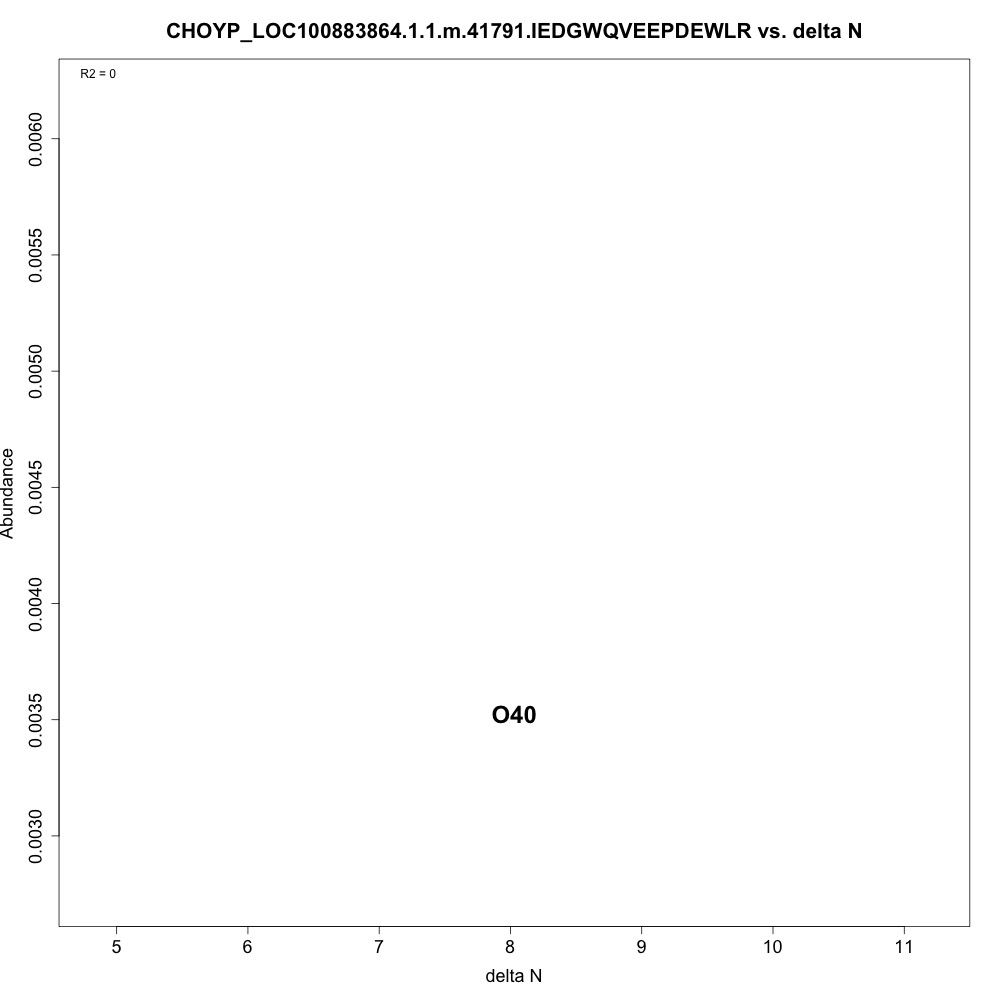 CHOYP_LOC100883864.1.1.m.41791.IEDGWQVEEPDEWLR vs. delta N
R2 = 0
0.0060
0.0055
0.0050
0.0045
0.0040
0.0035
0.0030
Abundance
O40
5 6 7 8 9 10 11
delta N